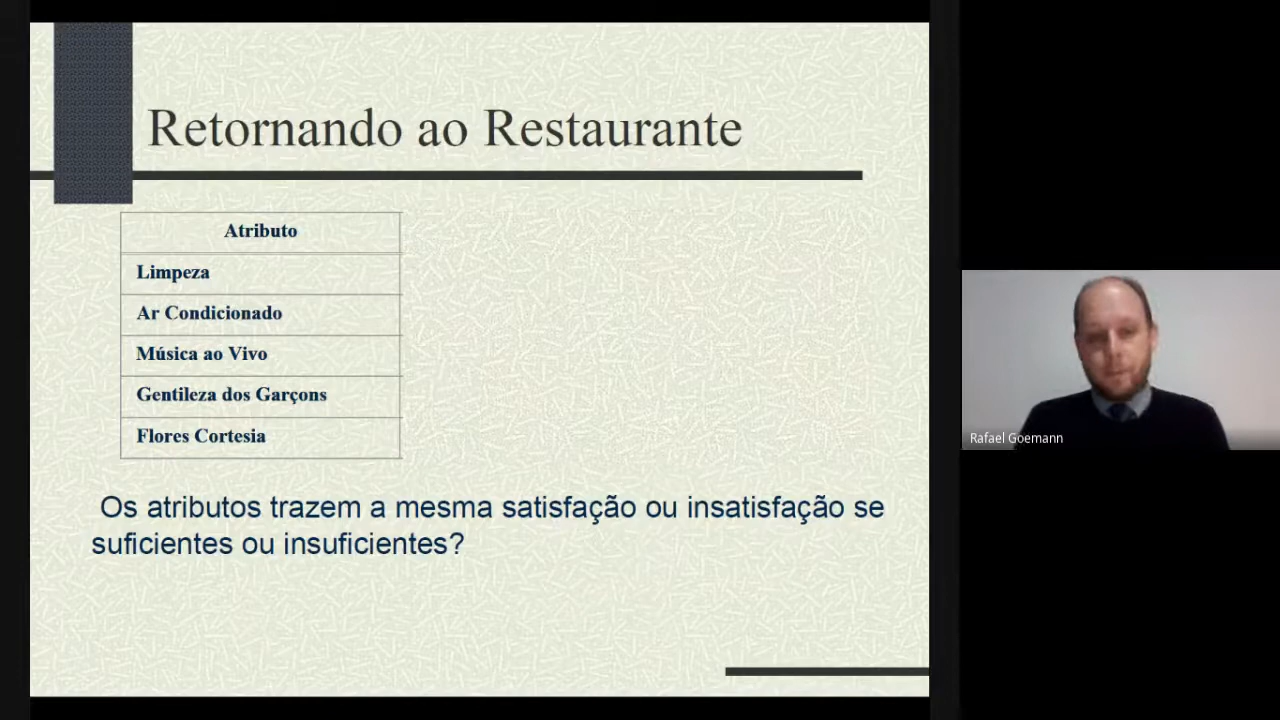 Retornando ao Restaurante
Atributo
Limpeza
Ar Condicionado
Música ao Vivo
Gentileza dos Garçons
Flores Cortesia
Os atributos trazem a mesma satisfação ou insatisfação se
suficientes ou insuficientes?
Rafael Goemann